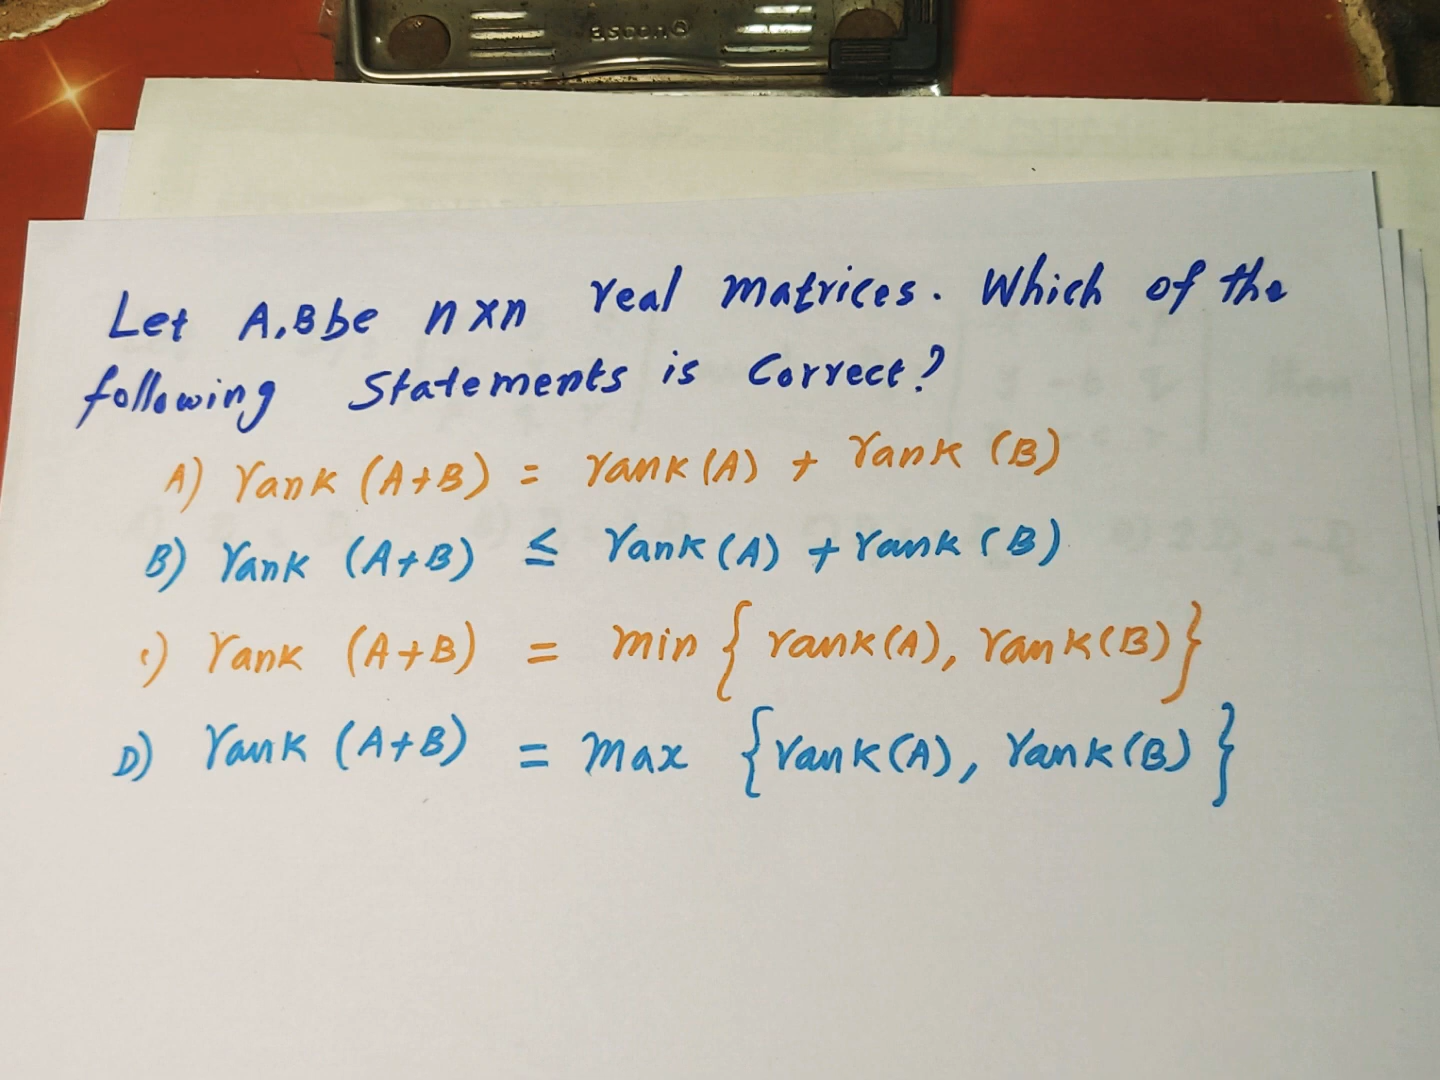 Escon®
Let A,B be n×n real matrices. Which of the
following Statements is Correct?
A) rank (A+B) = rank (A) + rank (B)
B) rank (A+B) ≤ rank (A) + rank (B)
C) rank (A+B) = min { rank(A), rank(B)}
D) rank (A+B) = max {rank(A), rank(B) }